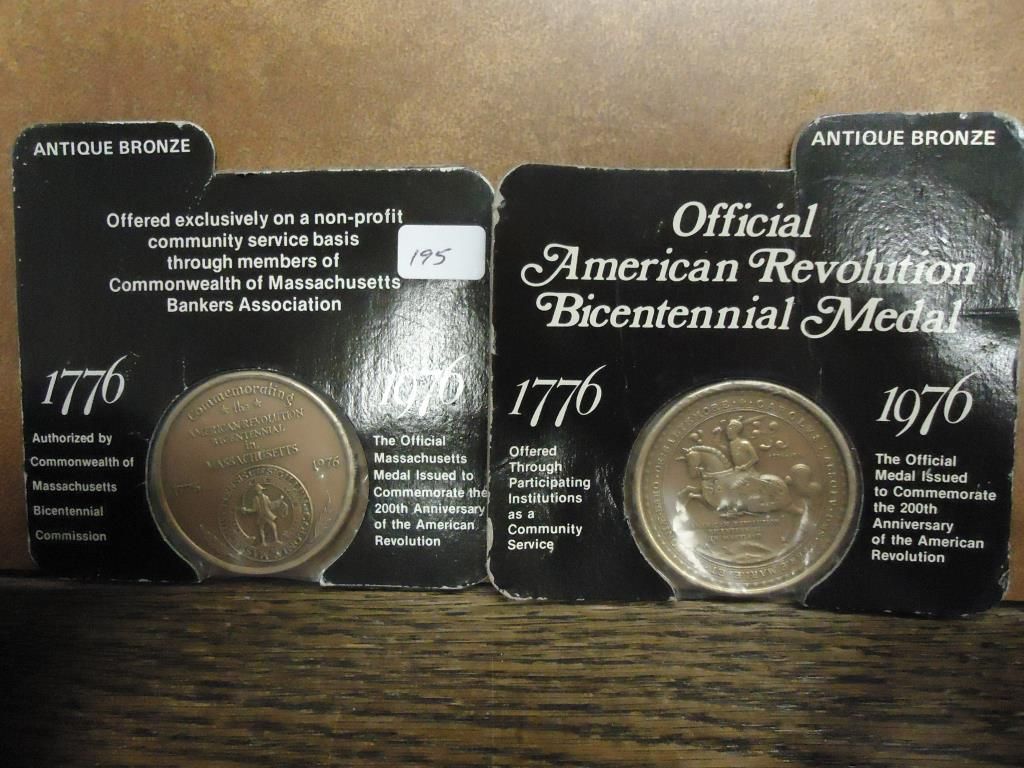 ANTIQUE BRONZE
Offered exclusively on a non-profit
community service basis
through members of
Commonwealth of Massachusetts
Bankers Association
195
1776
1976
Authorized by
Commonwealth of
Massachusetts
Bicentennial
Commission
Commemorating
the
AMERICAN REVOLUTION
BICENTENNIAL
IN
MASSACHUSETTS
1976
The Official
Massachusetts
Medal Issued to
Commemorate the
200th Anniversary
of the American
Revolution
ANTIQUE BRONZE
Official
American Revolution
Bicentennial Medal
1776
1976
Offered
Through
Participating
Institutions
as a
Community
Service
The Official
Medal Issued
to Commemorate
the 200th
Anniversary
of the American
Revolution